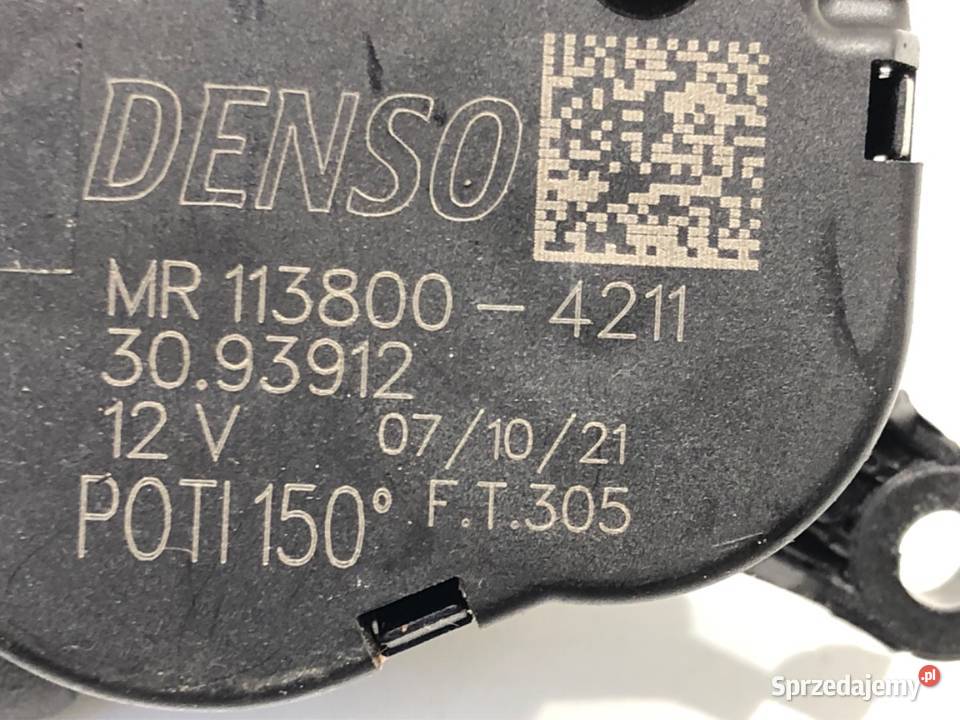 DENSO
MR 113800 - 4211
30.93912
12 V 07/10/21
POTI 150° F.T.305
Sprzedajemy.pl